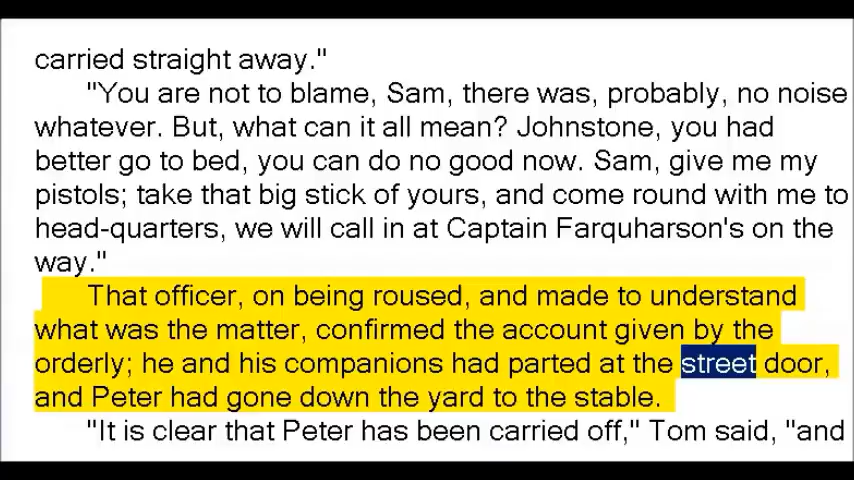 carried straight away."
"You are not to blame, Sam, there was, probably, no noise
whatever. But, what can it all mean? Johnstone, you had
better go to bed, you can do no good now. Sam, give me my
pistols; take that big stick of yours, and come round with me to
head-quarters, we will call in at Captain Farquharson's on the
way."
That officer, on being roused, and made to understand
what was the matter, confirmed the account given by the
orderly; he and his companions had parted at the street door,
and Peter had gone down the yard to the stable.
"It is clear that Peter has been carried off," Tom said, "and